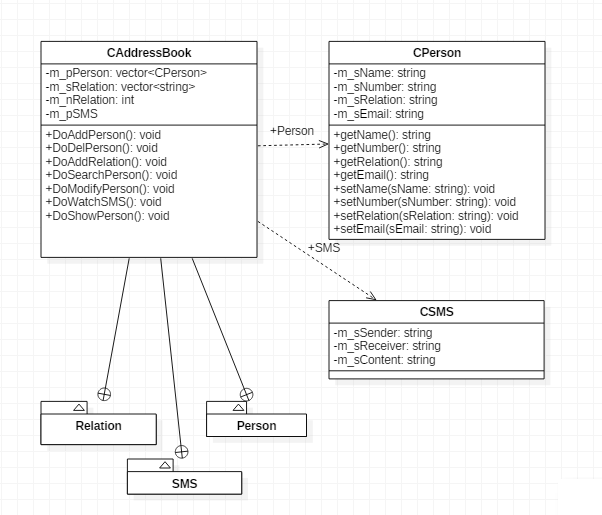 CAddressBook
-m_pPerson: vector<CPerson>
-m_sRelation: vector<string>
-m_nRelation: int
-m_pSMS
+DoAddPerson(): void
+DoDelPerson(): void
+DoAddRelation(): void
+DoSearchPerson(): void
+DoModifyPerson(): void
+DoWatchSMS(): void
+DoShowPerson(): void
+Person
CPerson
-m_sName: string
-m_sNumber: string
-m_sRelation: string
-m_sEmail: string
+getName(): string
+getNumber(): string
+getRelation(): string
+getEmail(): string
+setName(sName: string): void
+setNumber(sNumber: string): void
+setRelation(sRelation: string): void
+setEmail(sEmail: string): void
+SMS
CSMS
-m_sSender: string
-m_sReceiver: string
-m_sContent: string
Relation
Person
SMS